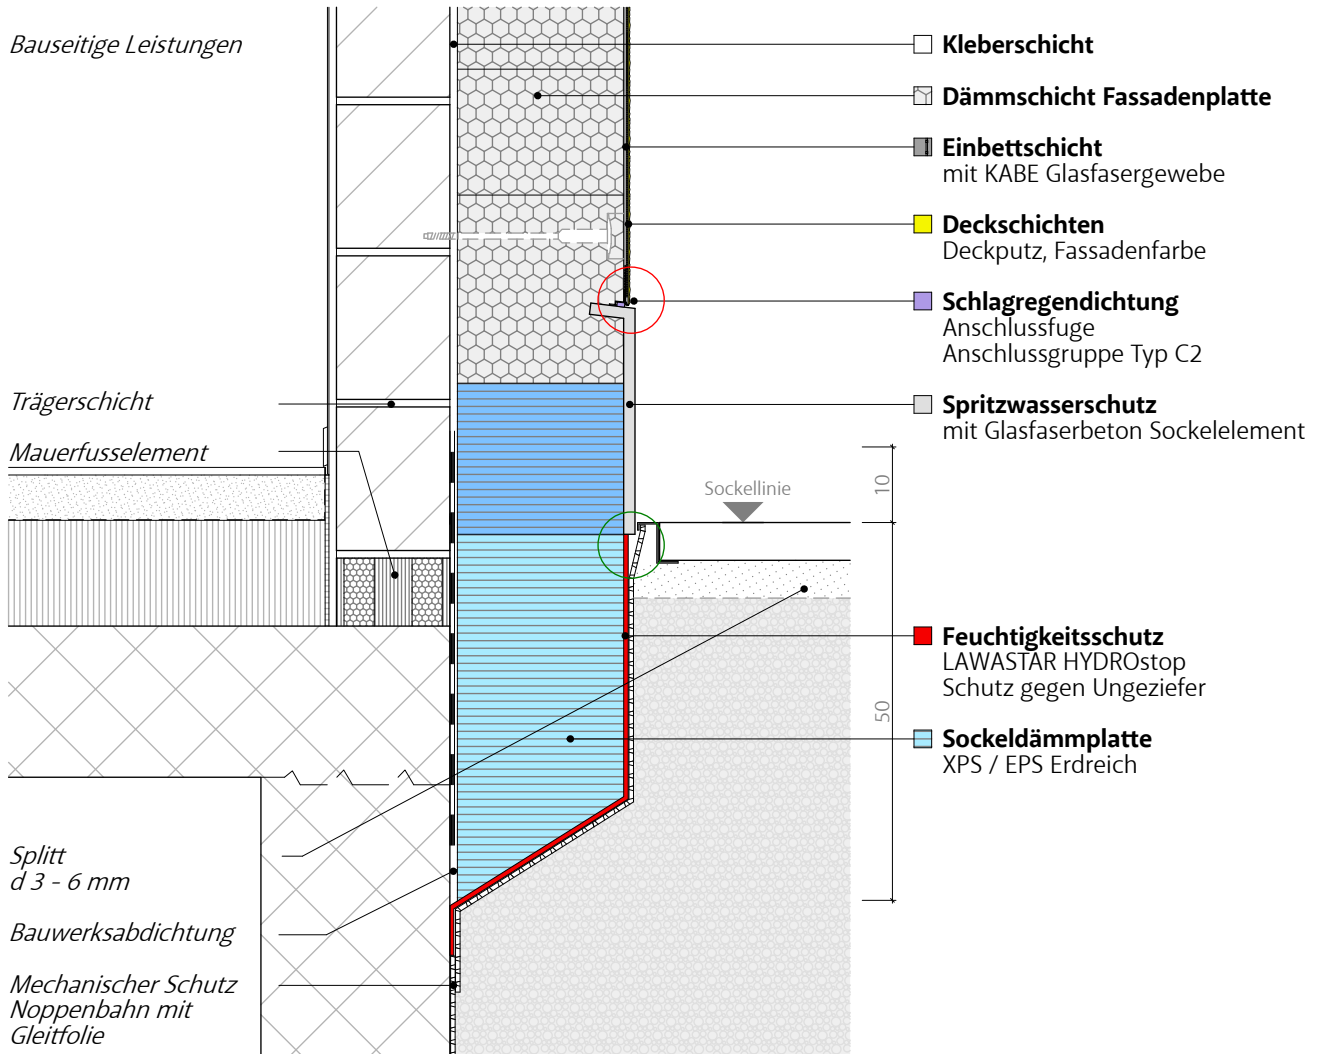 Bauseitige Leistungen
Kleberschicht
Dämmschicht Fassadenplatte
Einbettschicht
mit KABE Glasfasergewebe
Deckschichten
Deckputz, Fassadenfarbe
Schlagregendichtung
Anschlussfuge
Anschlussgruppe Typ C2
Trägerschicht
Spritzwasserschutz
mit Glasfaserbeton Sockelelement
Mauerfusselement
10
Sockellinie
Feuchtigkeitsschutz
LAWASTAR HYDROstop
Schutz gegen Ungeziefer
50
Sockeldämmplatte
XPS / EPS Erdreich
Splitt
d 3 - 6 mm
Bauwerksabdichtung
Mechanischer Schutz
Noppenbahn mit
Gleitfolie